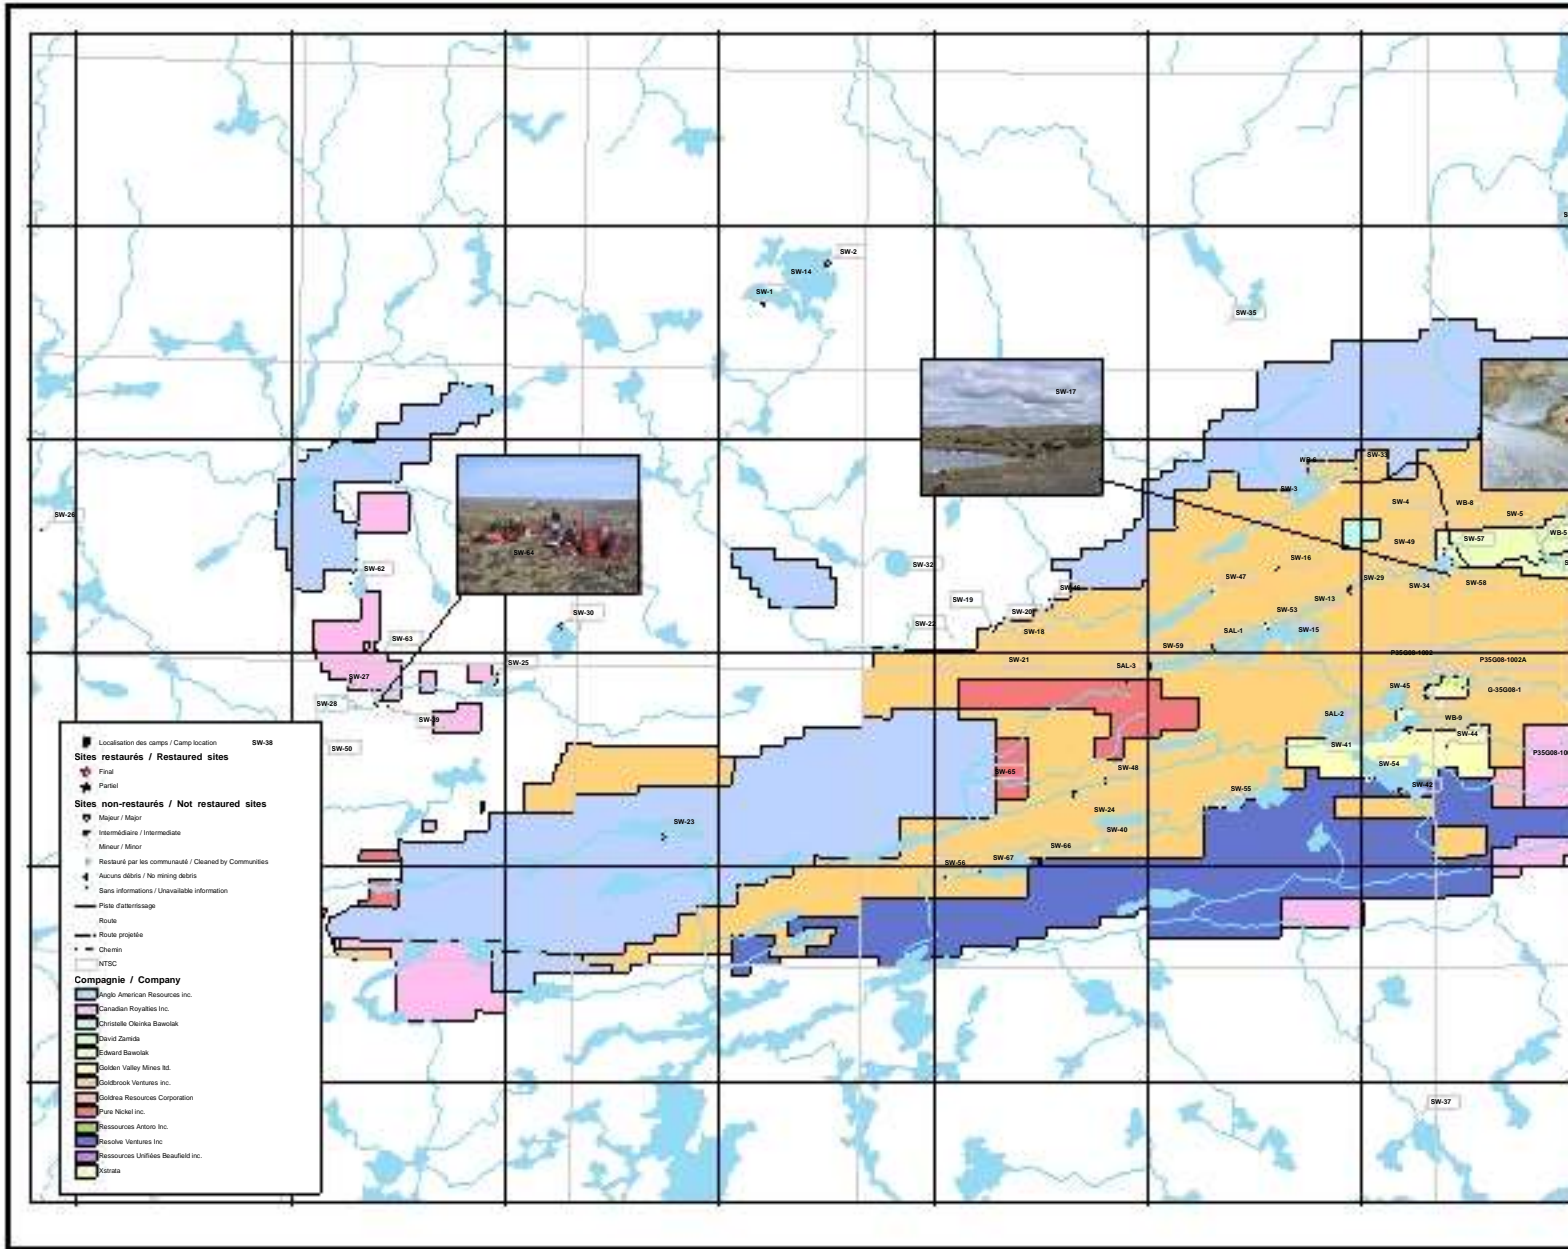 SW-2
SW-14
SW-1
SW-35
SW-17
WB-6
SW-33
SW-3
SW-4
WB-8
SW-5
SW-26
SW-64
SW-49
SW-57
WB-5
SW-62
SW-32
SW-16
SW-47
SW-29
SW-34
SW-58
SW-19
SW-20
SW-13
SW-53
SW-30
SW-22
SW-18
SAL-1
SW-15
SW-63
SW-59
SW-25
SW-21
SAL-3
P35G08-1002A
SW-27
SW-45
G-35G08-1
SW-28
SW-39
SAL-2
WB-9
SW-44
SW-50
SW-41
P35G08-10
SW-54
SW-65
SW-48
SW-42
SW-55
SW-24
SW-23
SW-40
SW-66
SW-67
SW-56
SW-37
Localisation des camps / Camp location SW-38
Sites restaurés / Restaured sites
Final
Partiel
Sites non-restaurés / Not restaured sites
Majeur / Major
Intermédiaire / Intermediate
Mineur / Minor
Restauré par les communauté / Cleaned by Communities
Aucuns débris / No mining debris
Sans informations / Unavailable information
Piste d'atterrissage
Route
Route projetée
Chemin
NTSC
Compagnie / Company
Anglo American Resources inc.
Canadian Royalties Inc.
Christelle Oleinka Bawolak
David Zamida
Edward Bawolak
Golden Valley Mines ltd.
Goldbrook Ventures inc.
Goldrea Resources Corporation
Pure Nickel inc.
Ressources Antoro Inc.
Resolve Ventures Inc
Ressources Unifiées Beaufield inc.
Xstrata